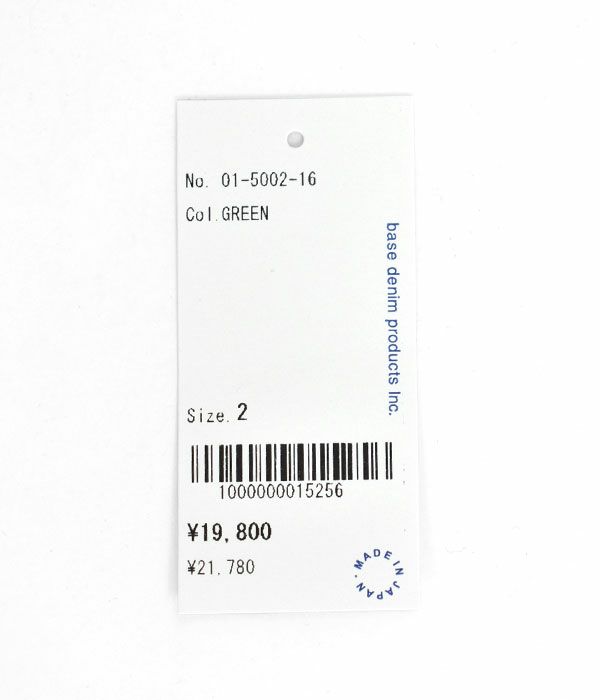 No. 01-5002-16
Col.GREEN
base denim products Inc.
Size. 2
1000000015256
¥19,800
¥21,780
MADE IN JAPAN.